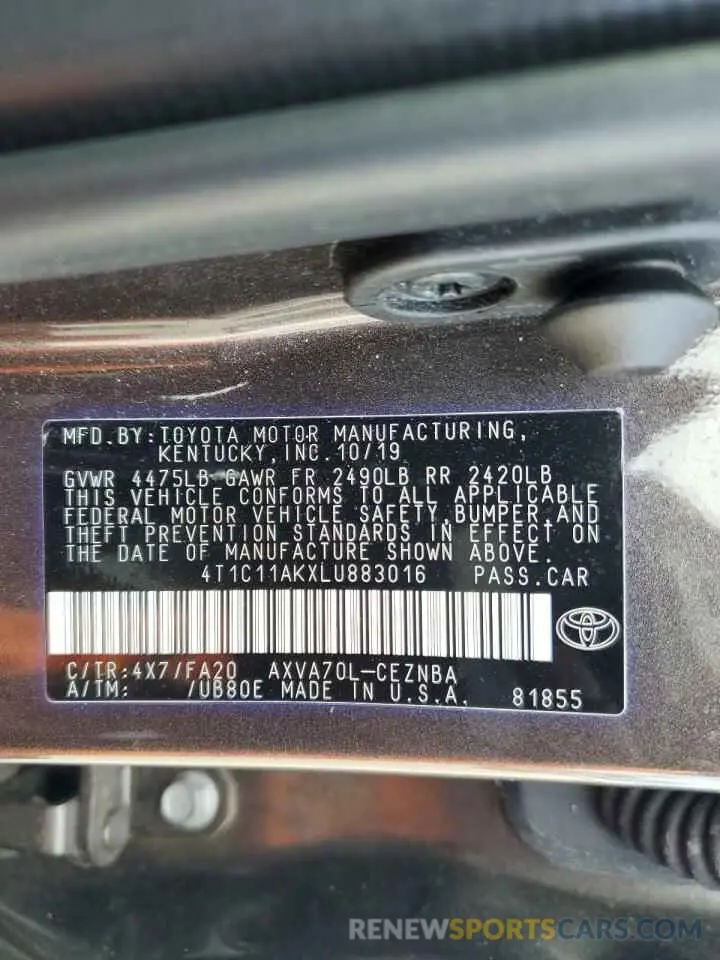 MFD.BY:TOYOTA MOTOR MANUFACTURING,
KENTUCKY, INC. 10/19
GVWR 4475LB GAWR FR 2490LB RR 2420LB
THIS VEHICLE CONFORMS TO ALL APPLICABLE
FEDERAL MOTOR VEHICLE SAFETY, BUMPER, AND
THEFT PREVENTION STANDARDS IN EFFECT ON
THE DATE OF MANUFACTURE SHOWN ABOVE.
4T1C11AKXLU883016 PASS.CAR
C/TR:4X7/FA20 AXVA70L-CEZNBA
A/TM: /UB80E MADE IN U.S.A. 81855
RENEWSPORTSCARS.COM